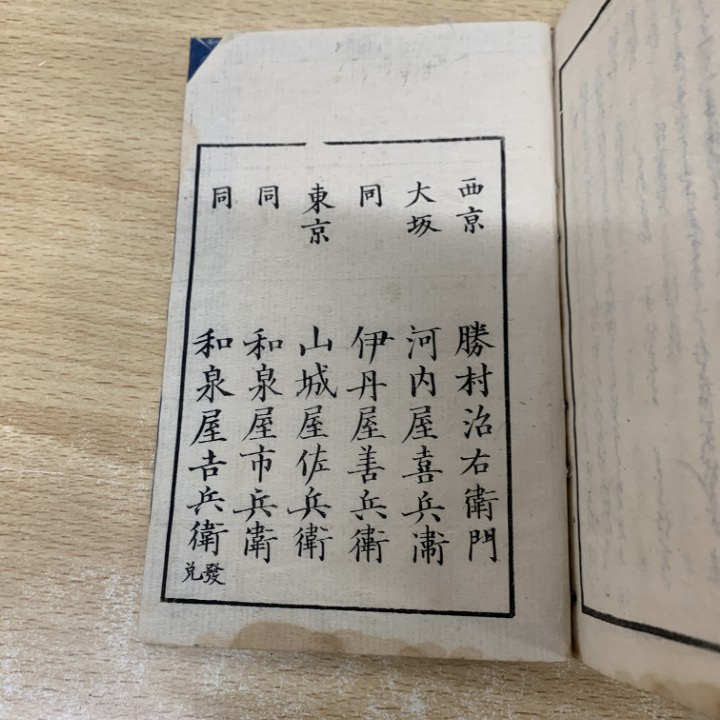 西京 勝村治右衛門
大坂 河内屋喜兵衛
同 伊丹屋善兵衛
東京 山城屋佐兵衛
同 和泉屋市兵衛
同 和泉屋吉兵衛
發兌